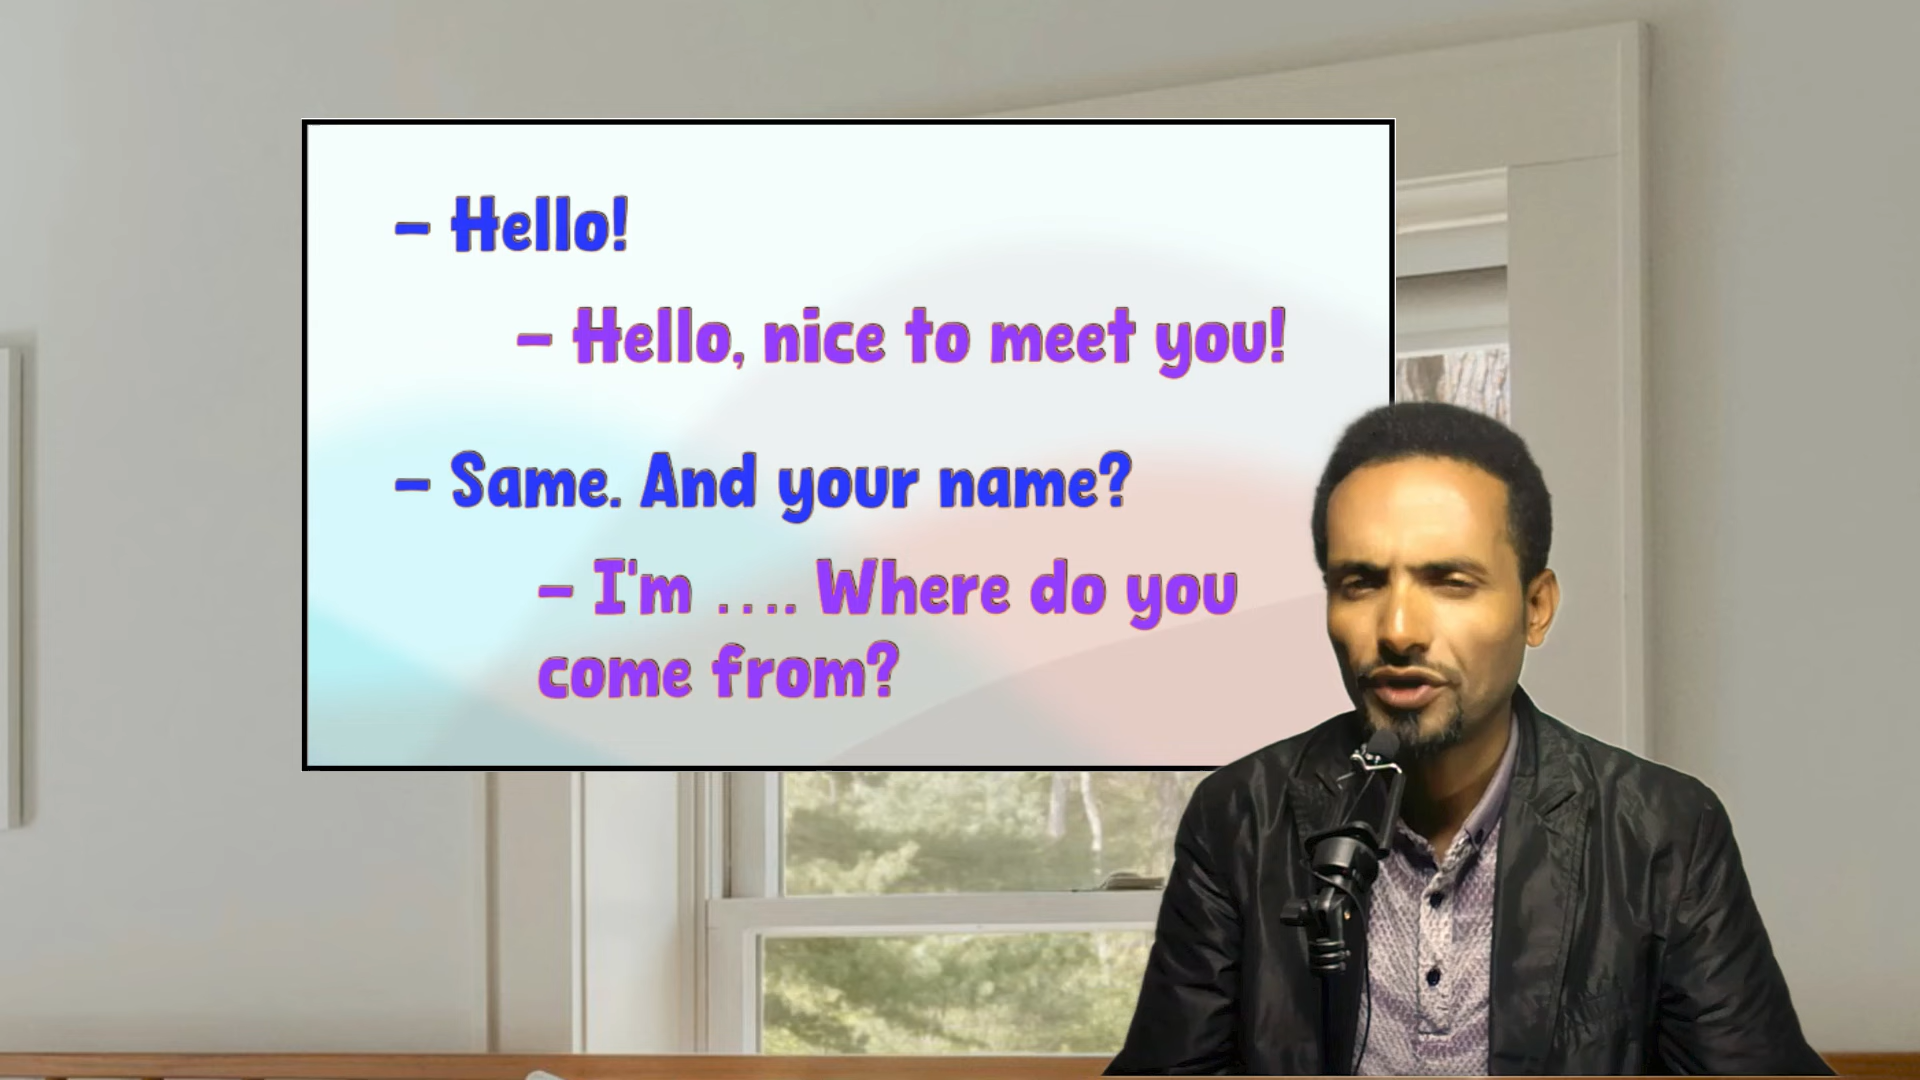 - Hello!
- Hello, nice to meet you!
- Same. And your name?
- I'm .... Where do you
come from?